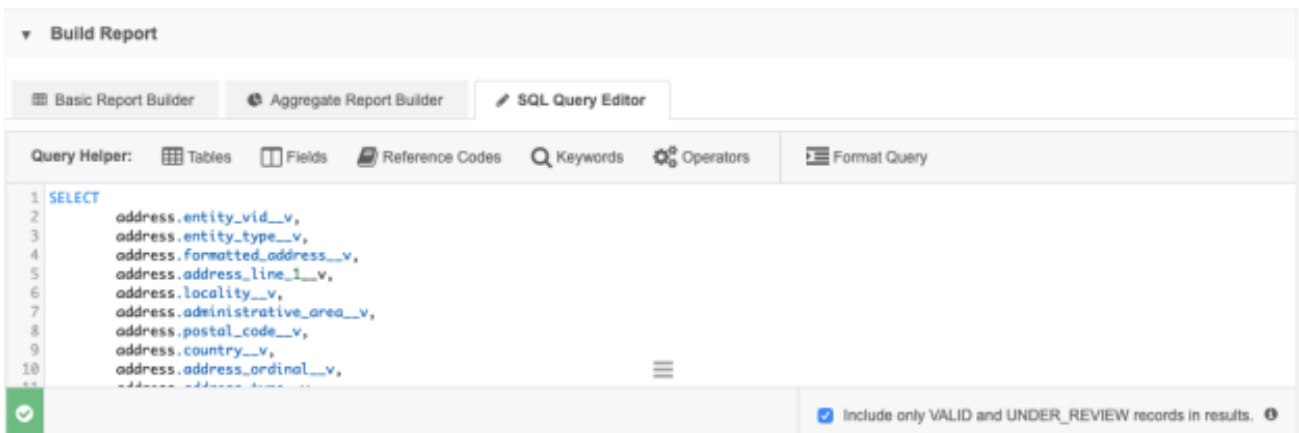 Build Report
Basic Report Builder Aggregate Report Builder SQL Query Editor
Query Helper: Tables Fields Reference Codes Keywords Operators Format Query
1 SELECT
2 address.entity_vid__v,
3 address.entity_type__v,
4 address.formatted_address__v,
5 address.address_line_1__v,
6 address.locality__v,
7 address.administrative_area__v,
8 address.postal_code__v,
9 address.country__v,
10 address.address_ordinal__v,
Include only VALID and UNDER_REVIEW records in results.